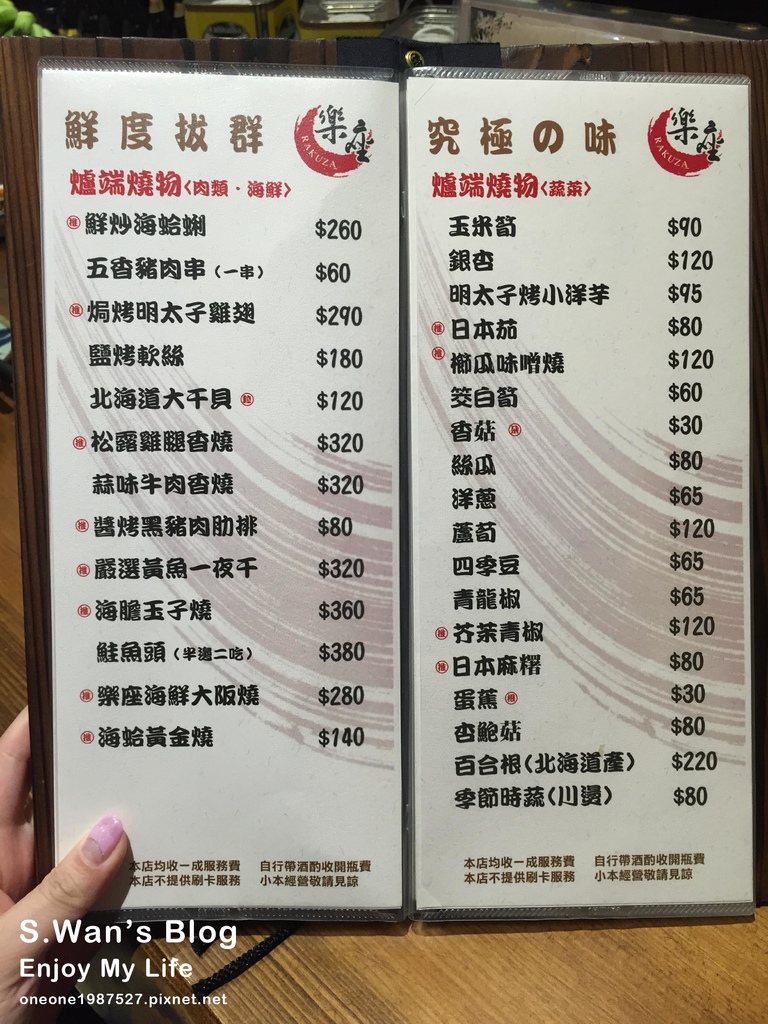 鮮度拔群
樂座
RAKUZA
爐端燒物〈肉類・海鮮〉
推 鮮炒海蛤蜊 $260
五香豬肉串（一串） $60
推 焗烤明太子雞翅 $290
鹽烤軟絲 $180
北海道大干貝 $120
推 松露雞腿香燒 $320
蒜味牛肉香燒 $320
推 醬烤黑豬肉肋排 $80
推 嚴選黃魚一夜干 $320
推 海膽玉子燒 $360
鮭魚頭（半邊二吃） $380
推 樂座海鮮大阪燒 $280
推 海蛤黃金燒 $140
本店均收一成服務費 自行帶酒酌收開瓶費
本店不提供刷卡服務 小本經營敬請見諒
究極の味
樂座
RAKUZA
爐端燒物〈蔬菜〉
玉米筍 $90
銀杏 $120
明太子烤小洋芋 $95
推 日本茄 $80
推 櫛瓜味噌燒 $120
筊白筍 $60
香菇 $30
絲瓜 $80
洋蔥 $65
蘆筍 $120
四季豆 $65
青龍椒 $65
推 芥茉青椒 $120
推 日本麻糬 $80
蛋蕉 推 $30
杏鮑菇 $80
百合根（北海道產） $220
季節時蔬（川燙） $80
本店均收一成服務費 自行帶酒酌收開瓶費
本店不提供刷卡服務 小本經營敬請見諒
S.Wan's Blog
Enjoy My Life
oneone1987527.pixnet.net